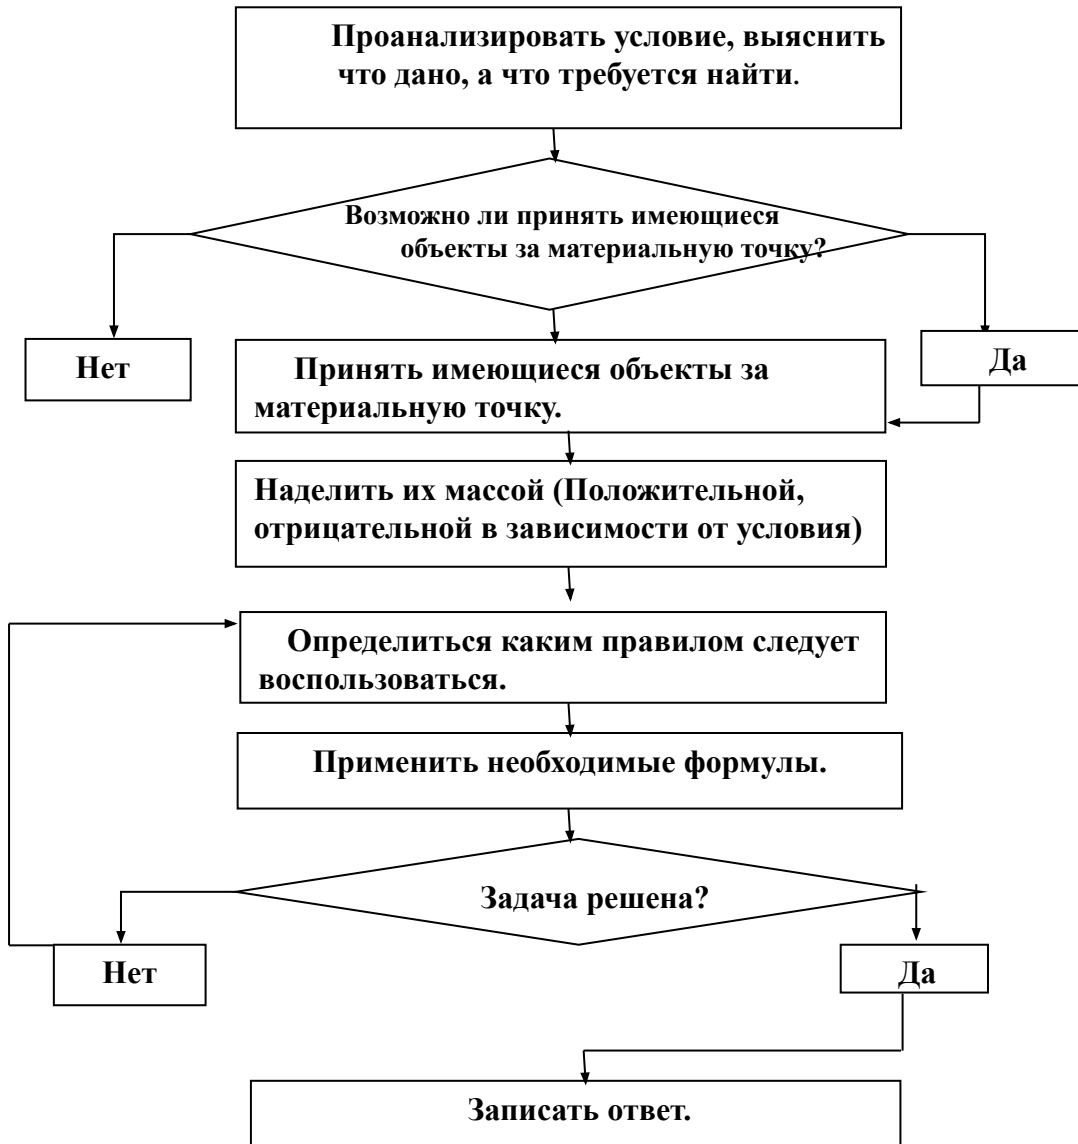 Проанализировать условие, выяснить
что дано, а что требуется найти.
Возможно ли принять имеющиеся
объекты за материальную точку?
Нет
Да
Принять имеющиеся объекты за
материальную точку.
Наделить их массой (Положительной,
отрицательной в зависимости от условия)
Определиться каким правилом следует
воспользоваться.
Применить необходимые формулы.
Задача решена?
Нет
Да
Записать ответ.